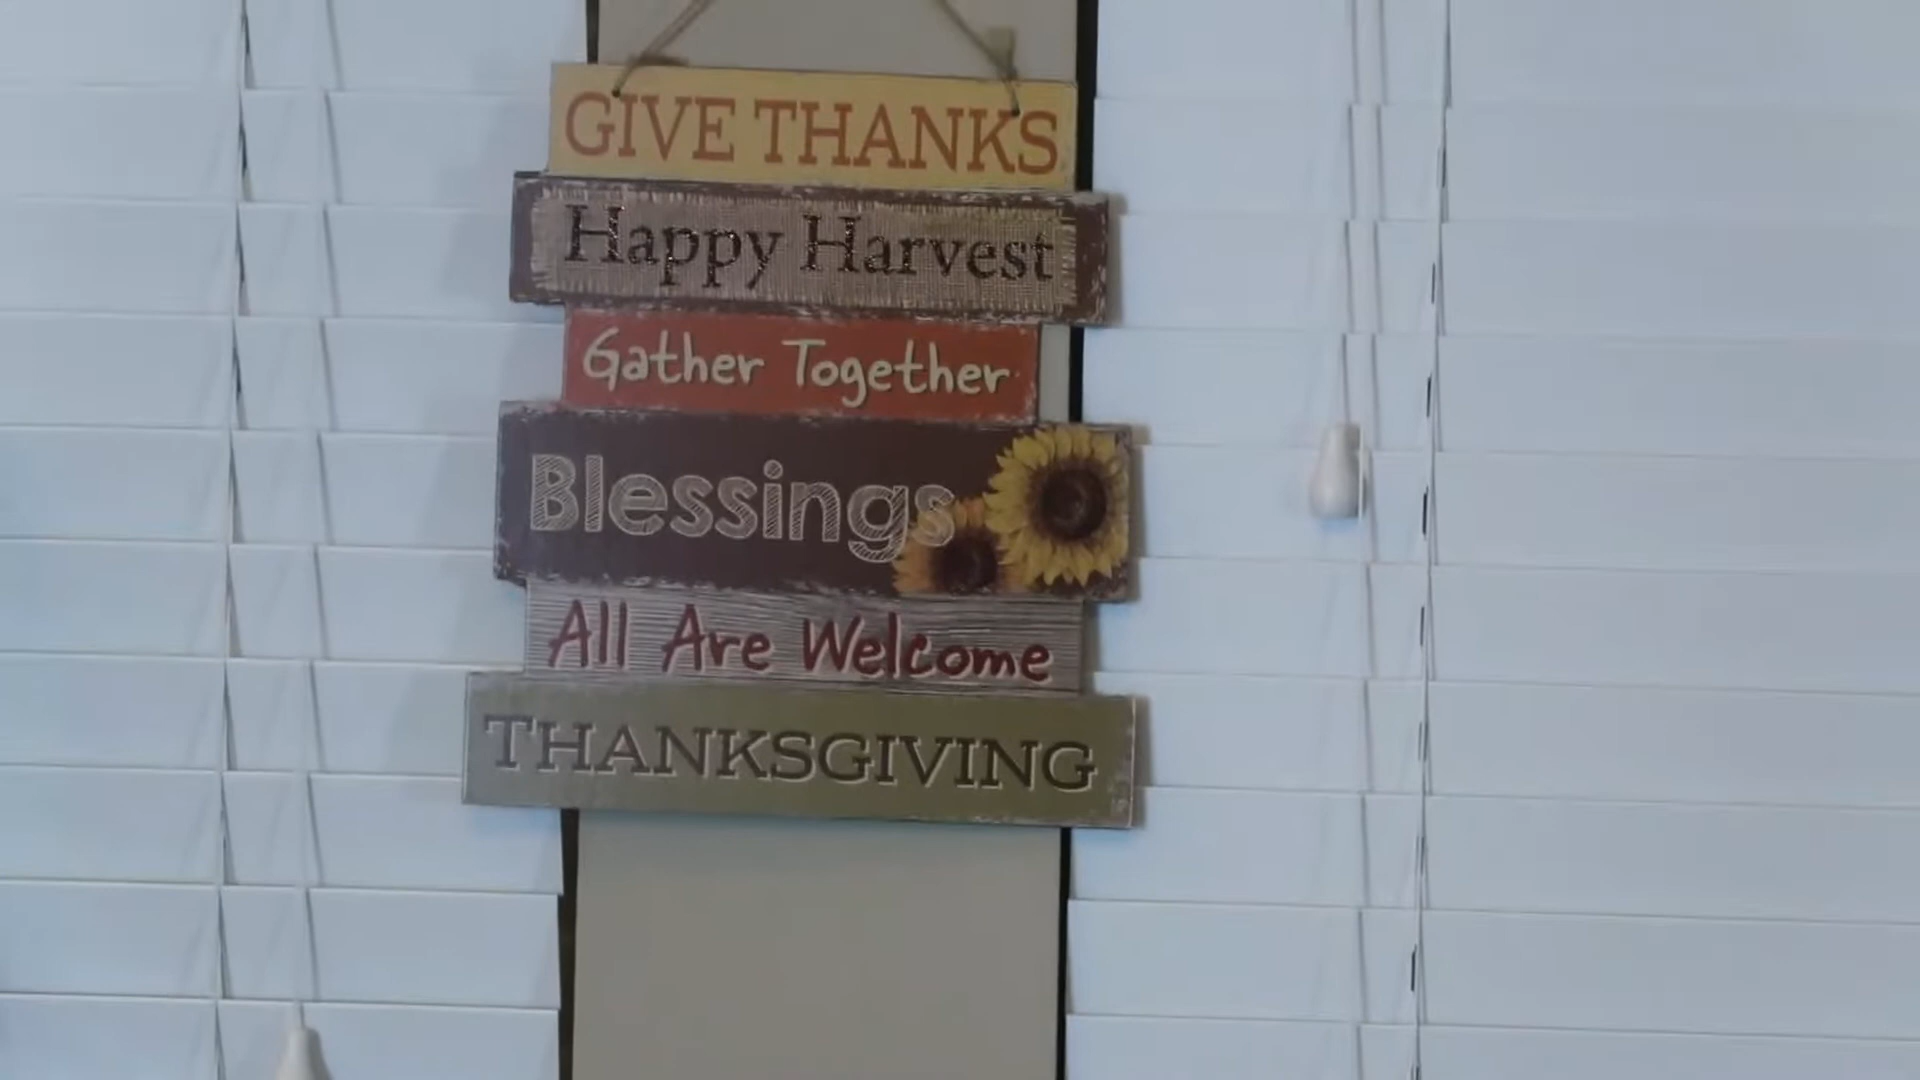 GIVE THANKS
Happy Harvest
Gather Together
Blessings
All Are Welcome
THANKSGIVING